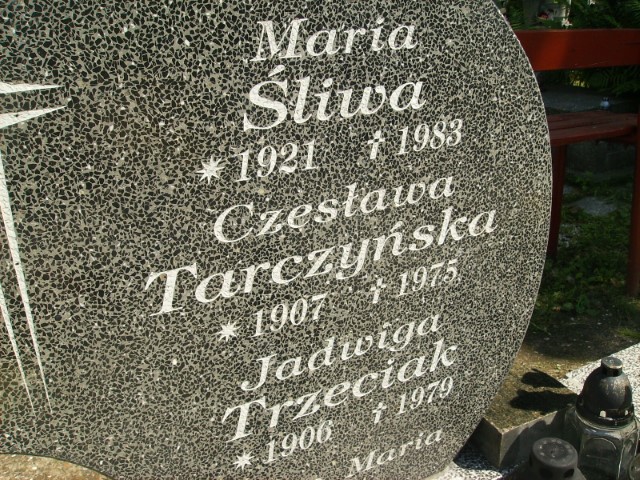 Maria
Śliwa
* 1921 † 1983
Czesława
Tarczyńska
* 1907 † 1975
Jadwiga
Trzeciak
* 1906 † 1979
Maria